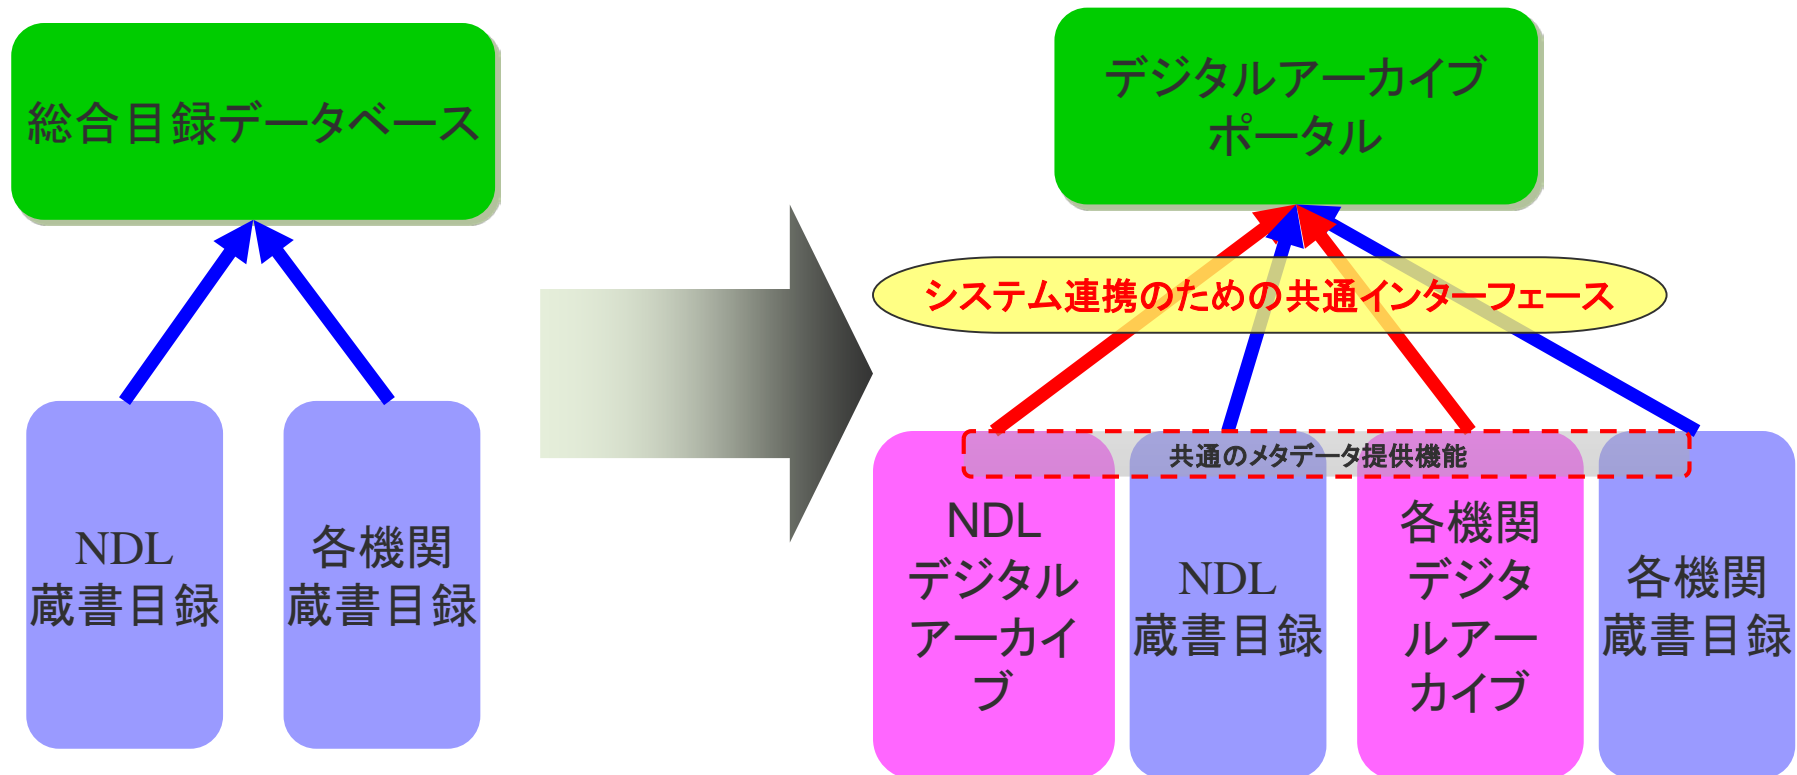 総合目録データベース
NDL
蔵書目録
各機関
蔵書目録
デジタルアーカイブ
ポータル
システム連携のための共通インターフェース
共通のメタデータ提供機能
NDL
デジタル
アーカイ
ブ
NDL
蔵書目録
各機関
デジタ
ルアー
カイブ
各機関
蔵書目録